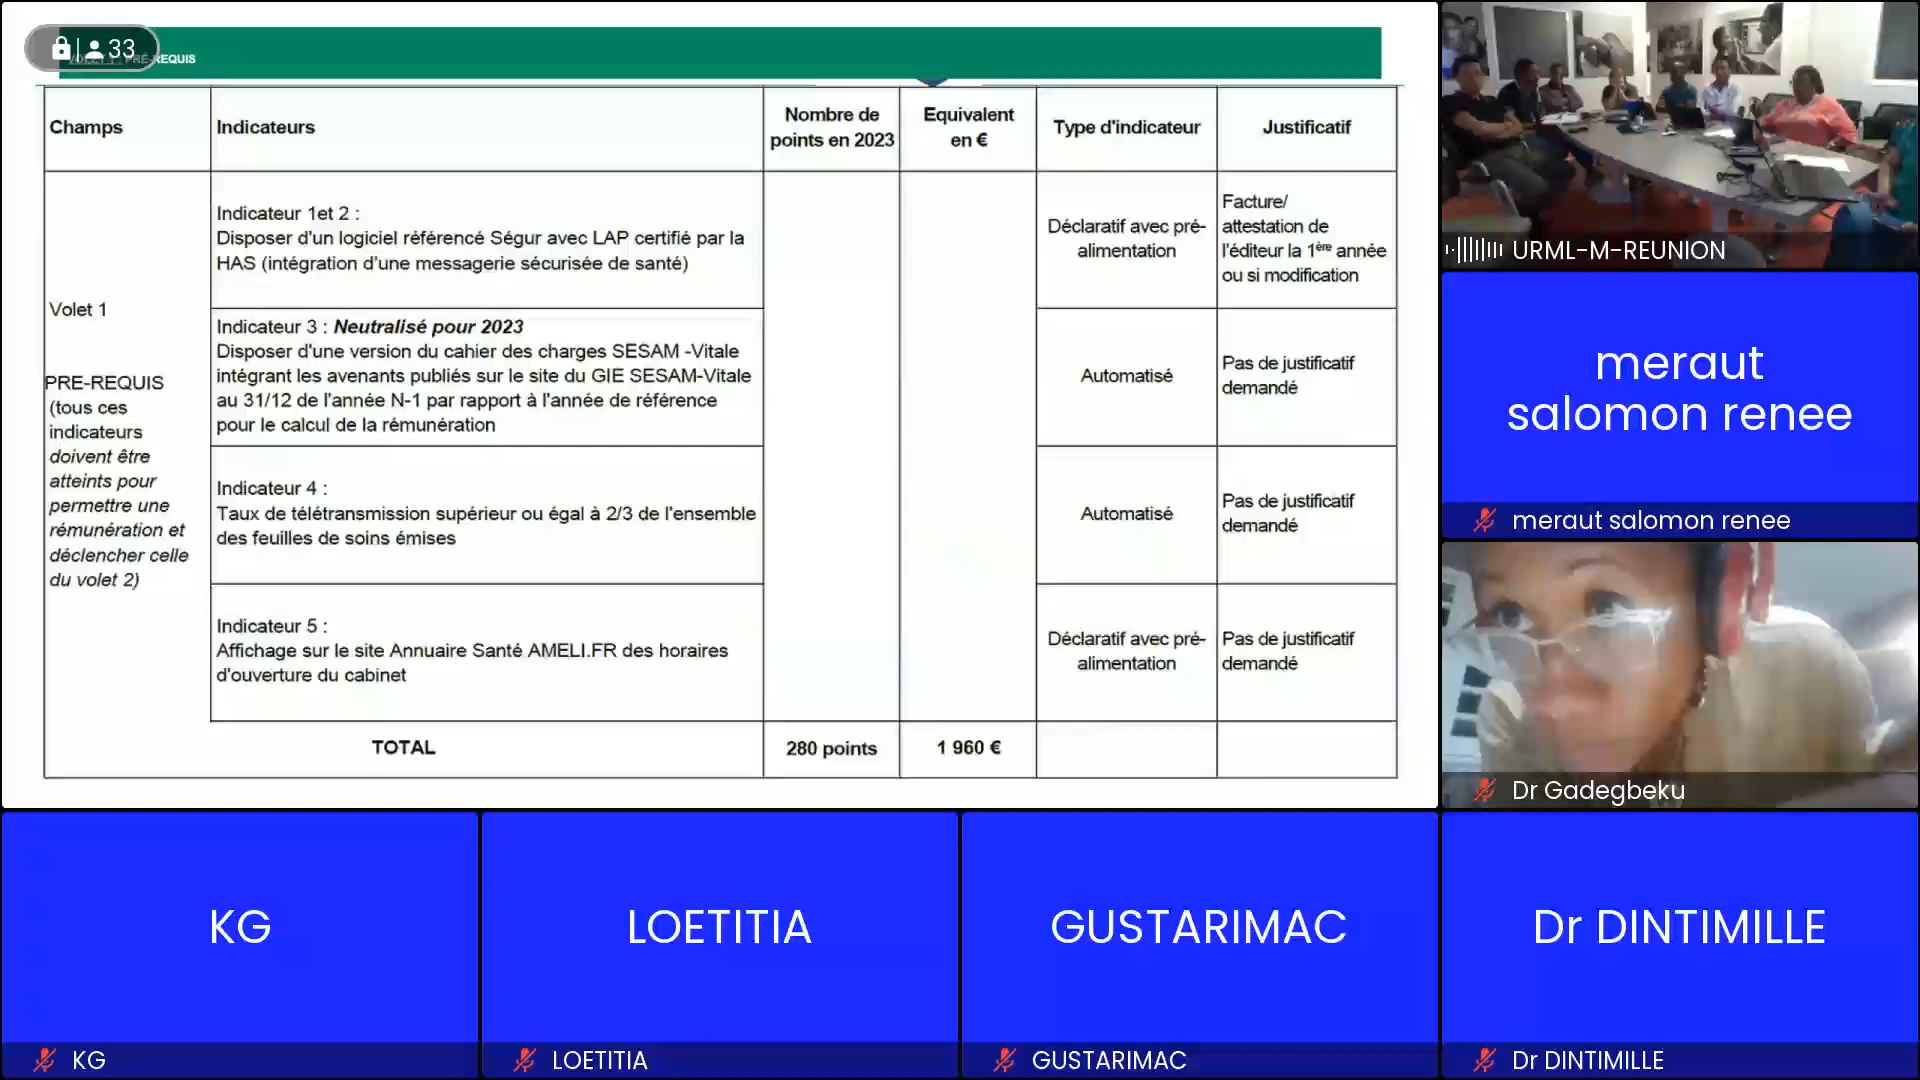 33
PRÉ-REQUIS
Champs
Indicateurs
Nombre de
points en 2023
Equivalent
en €
Type d'indicateur
Justificatif
Volet 1
PRE-REQUIS
(tous ces
indicateurs
doivent être
atteints pour
permettre une
rémunération et
déclencher celle
du volet 2)
Indicateur 1et 2 :
Disposer d'un logiciel référencé Ségur avec LAP certifié par la
HAS (intégration d'une messagerie sécurisée de santé)
Déclaratif avec pré-
alimentation
Facture/
attestation de
l'éditeur la 1ère année
ou si modification
Indicateur 3 : Neutralisé pour 2023
Disposer d'une version du cahier des charges SESAM -Vitale
intégrant les avenants publiés sur le site du GIE SESAM-Vitale
au 31/12 de l'année N-1 par rapport à l'année de référence
pour le calcul de la rémunération
Automatisé
Pas de justificatif
demandé
Indicateur 4 :
Taux de télétransmission supérieur ou égal à 2/3 de l'ensemble
des feuilles de soins émises
Automatisé
Pas de justificatif
demandé
Indicateur 5 :
Affichage sur le site Annuaire Santé AMELI.FR des horaires
d'ouverture du cabinet
Déclaratif avec pré-
alimentation
Pas de justificatif
demandé
TOTAL
280 points
1 960 €
URML-M-REUNION
meraut
salomon renee
meraut salomon renee
Dr Gadegbeku
KG
KG
LOETITIA
LOETITIA
GUSTARIMAC
GUSTARIMAC
Dr DINTIMILLE
Dr DINTIMILLE